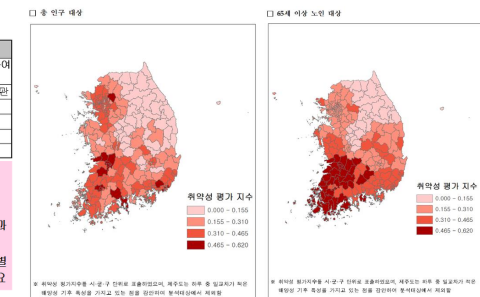 □ 총 인구 대상
취약성 평가 지수
0.000 ~ 0.155
0.155 ~ 0.310
0.310 ~ 0.465
0.465 ~ 0.620
※ 취약성 평가지수를 시·군·구 단위로 표출하였으며, 제주도는 하루 중 일교차가 적은
해양성 기후 특성을 가지고 있는 점을 감안하여 분석대상에서 제외함
□ 65세 이상 노인 대상
취약성 평가 지수
0.000 ~ 0.155
0.155 ~ 0.310
0.310 ~ 0.465
0.465 ~ 0.620
※ 취약성 평가지수를 시·군·구 단위로 표출하였으며, 제주도는 하루 중 일교차가 적은
해양성 기후 특성을 가지고 있는 점을 감안하여 분석대상에서 제외함
여
관
별
요